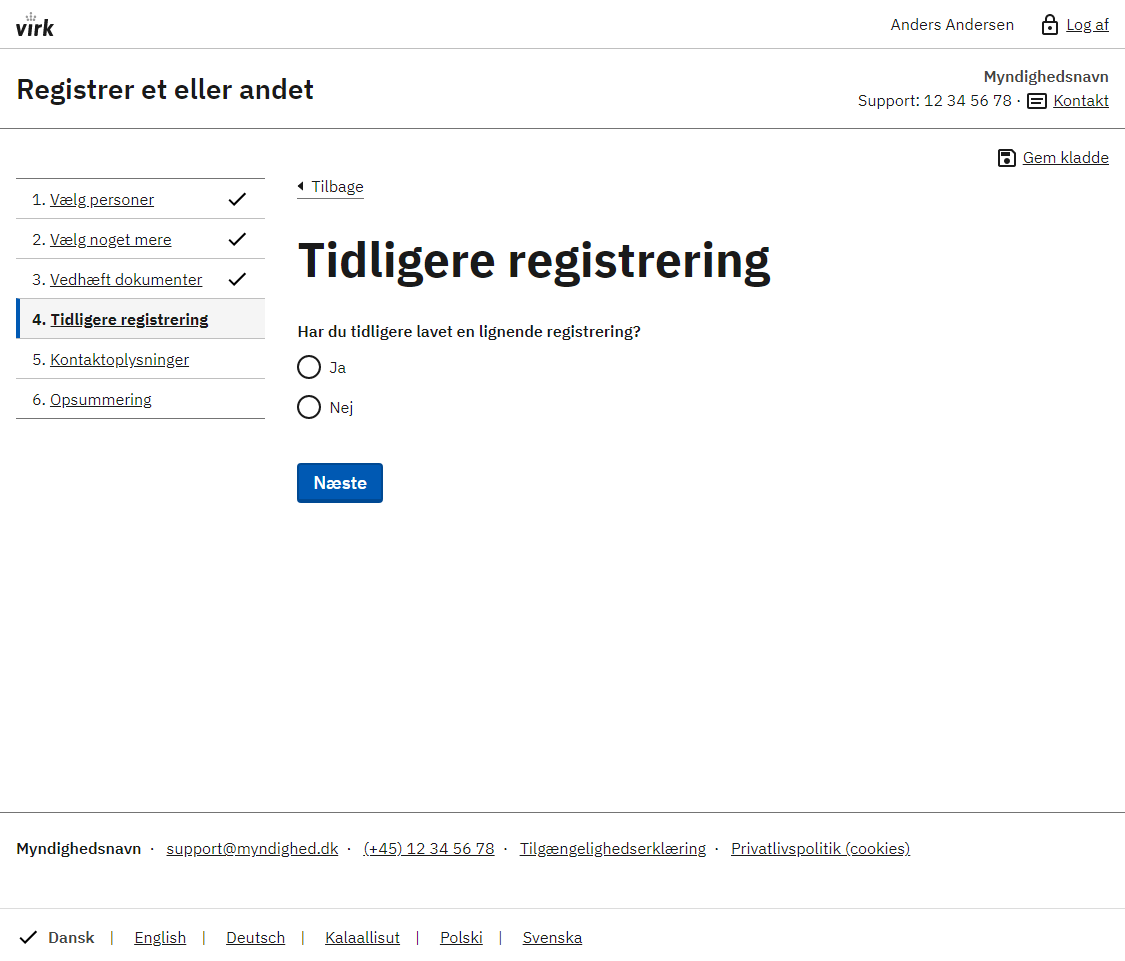 virk
Anders Andersen Log af
Registrer et eller andet
Myndighedsnavn
Support: 12 34 56 78 · Kontakt
Gem kladde
1. Vælg personer
2. Vælg noget mere
3. Vedhæft dokumenter
4. Tidligere registrering
5. Kontaktoplysninger
6. Opsummering
Tilbage
Tidligere registrering
Har du tidligere lavet en lignende registrering?
Ja
Nej
Næste
Myndighedsnavn · support@myndighed.dk · (+45) 12 34 56 78 · Tilgængelighedserklæring · Privatlivspolitik (cookies)
Dansk | English | Deutsch | Kalaallisut | Polski | Svenska